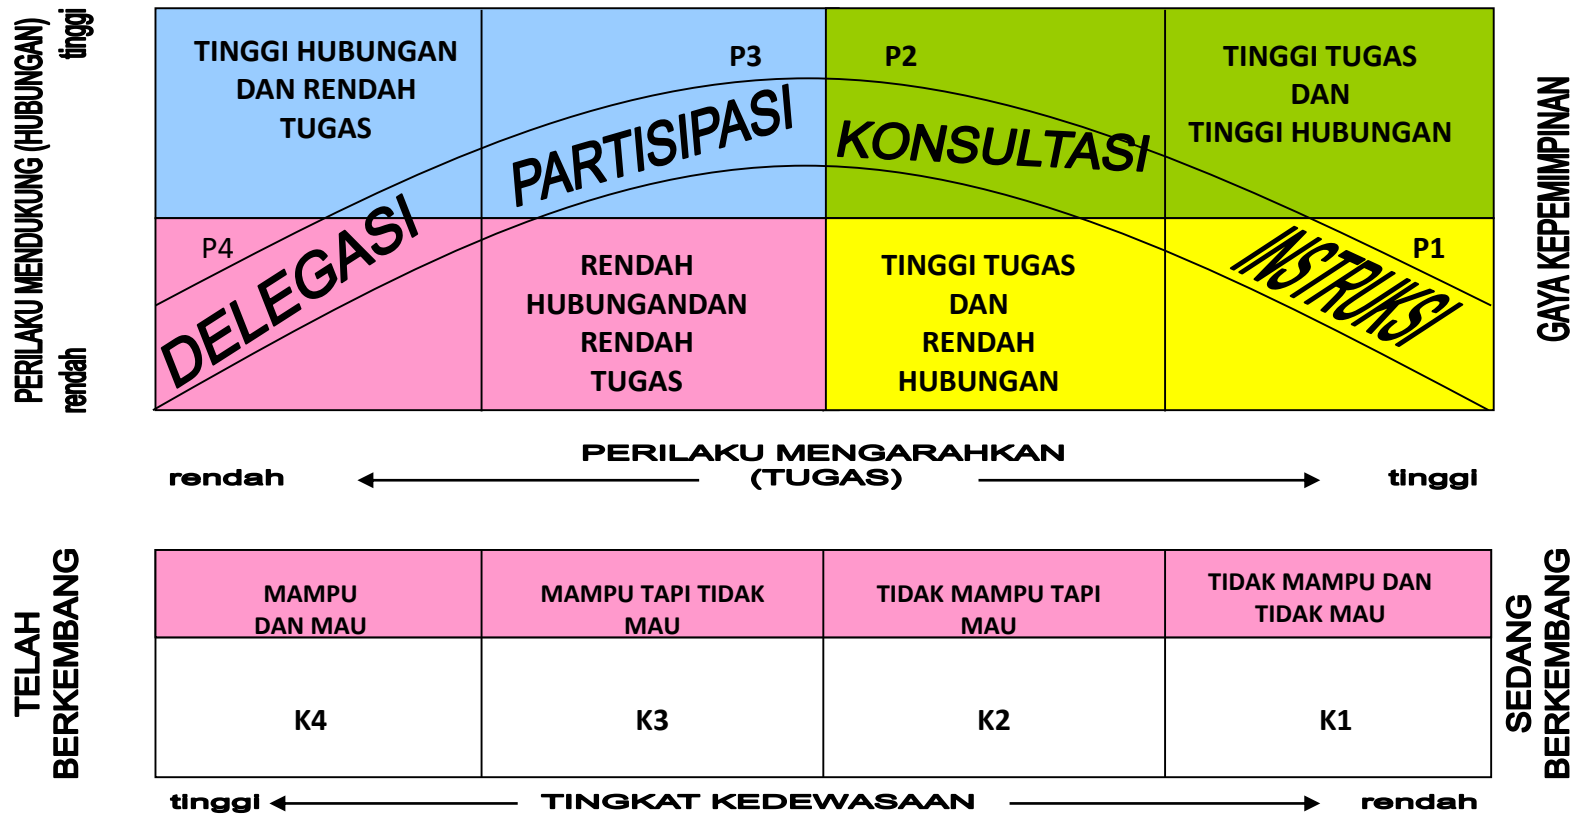 PERILAKU MENDUKUNG (HUBUNGAN)
tinggi
rendah
TINGGI HUBUNGAN
DAN RENDAH
TUGAS
P3
PARTISIPASI
P2
KONSULTASI
TINGGI TUGAS
DAN
TINGGI HUBUNGAN
P4
DELEGASI
RENDAH
HUBUNGANDAN
RENDAH
TUGAS
TINGGI TUGAS
DAN
RENDAH
HUBUNGAN
P1
INSTRUKSI
GAYA KEPEMIMPINAN
PERILAKU MENGARAHKAN
(TUGAS)
rendah
tinggi
TELAH
BERKEMBANG
MAMPU
DAN MAU
MAMPU TAPI TIDAK
MAU
TIDAK MAMPU TAPI
MAU
TIDAK MAMPU DAN
TIDAK MAU
K4
K3
K2
K1
SEDANG
BERKEMBANG
tinggi
TINGKAT KEDEWASAAN
rendah